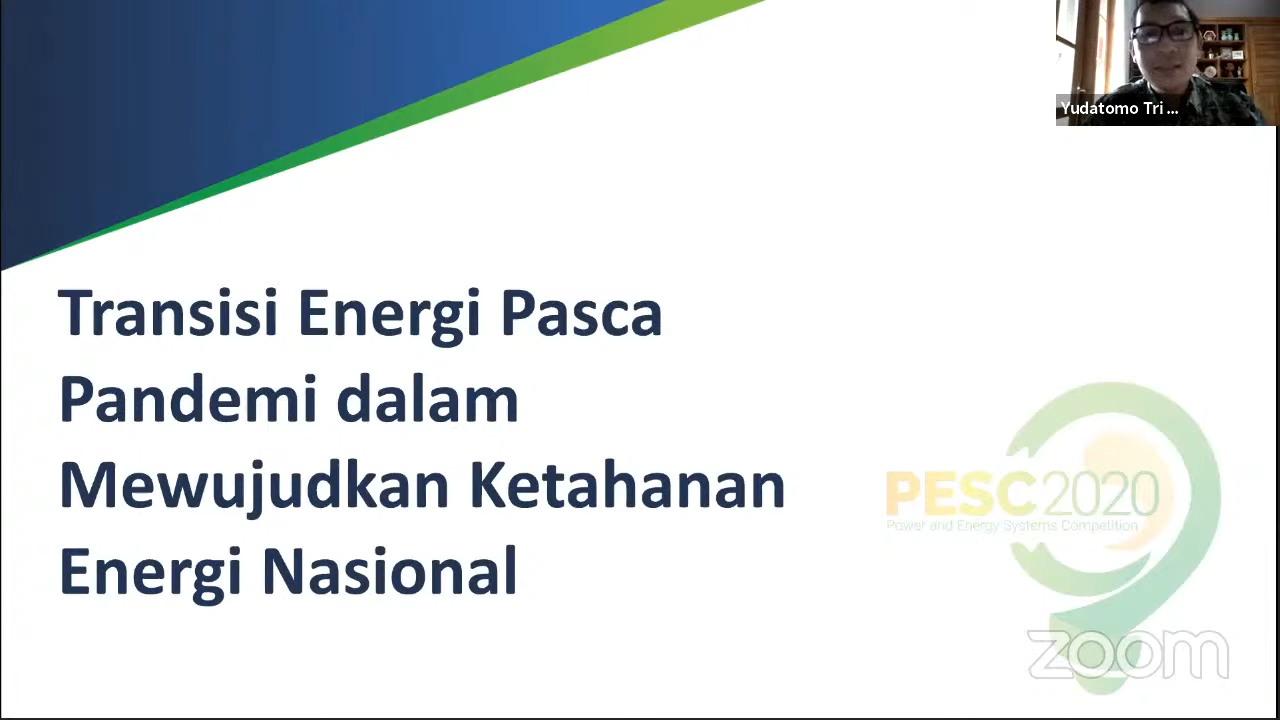 Yudatomo Tri ...
Transisi Energi Pasca
Pandemi dalam
Mewujudkan Ketahanan
Energi Nasional
PESC2020
Power and Energy Systems Competition
zoom